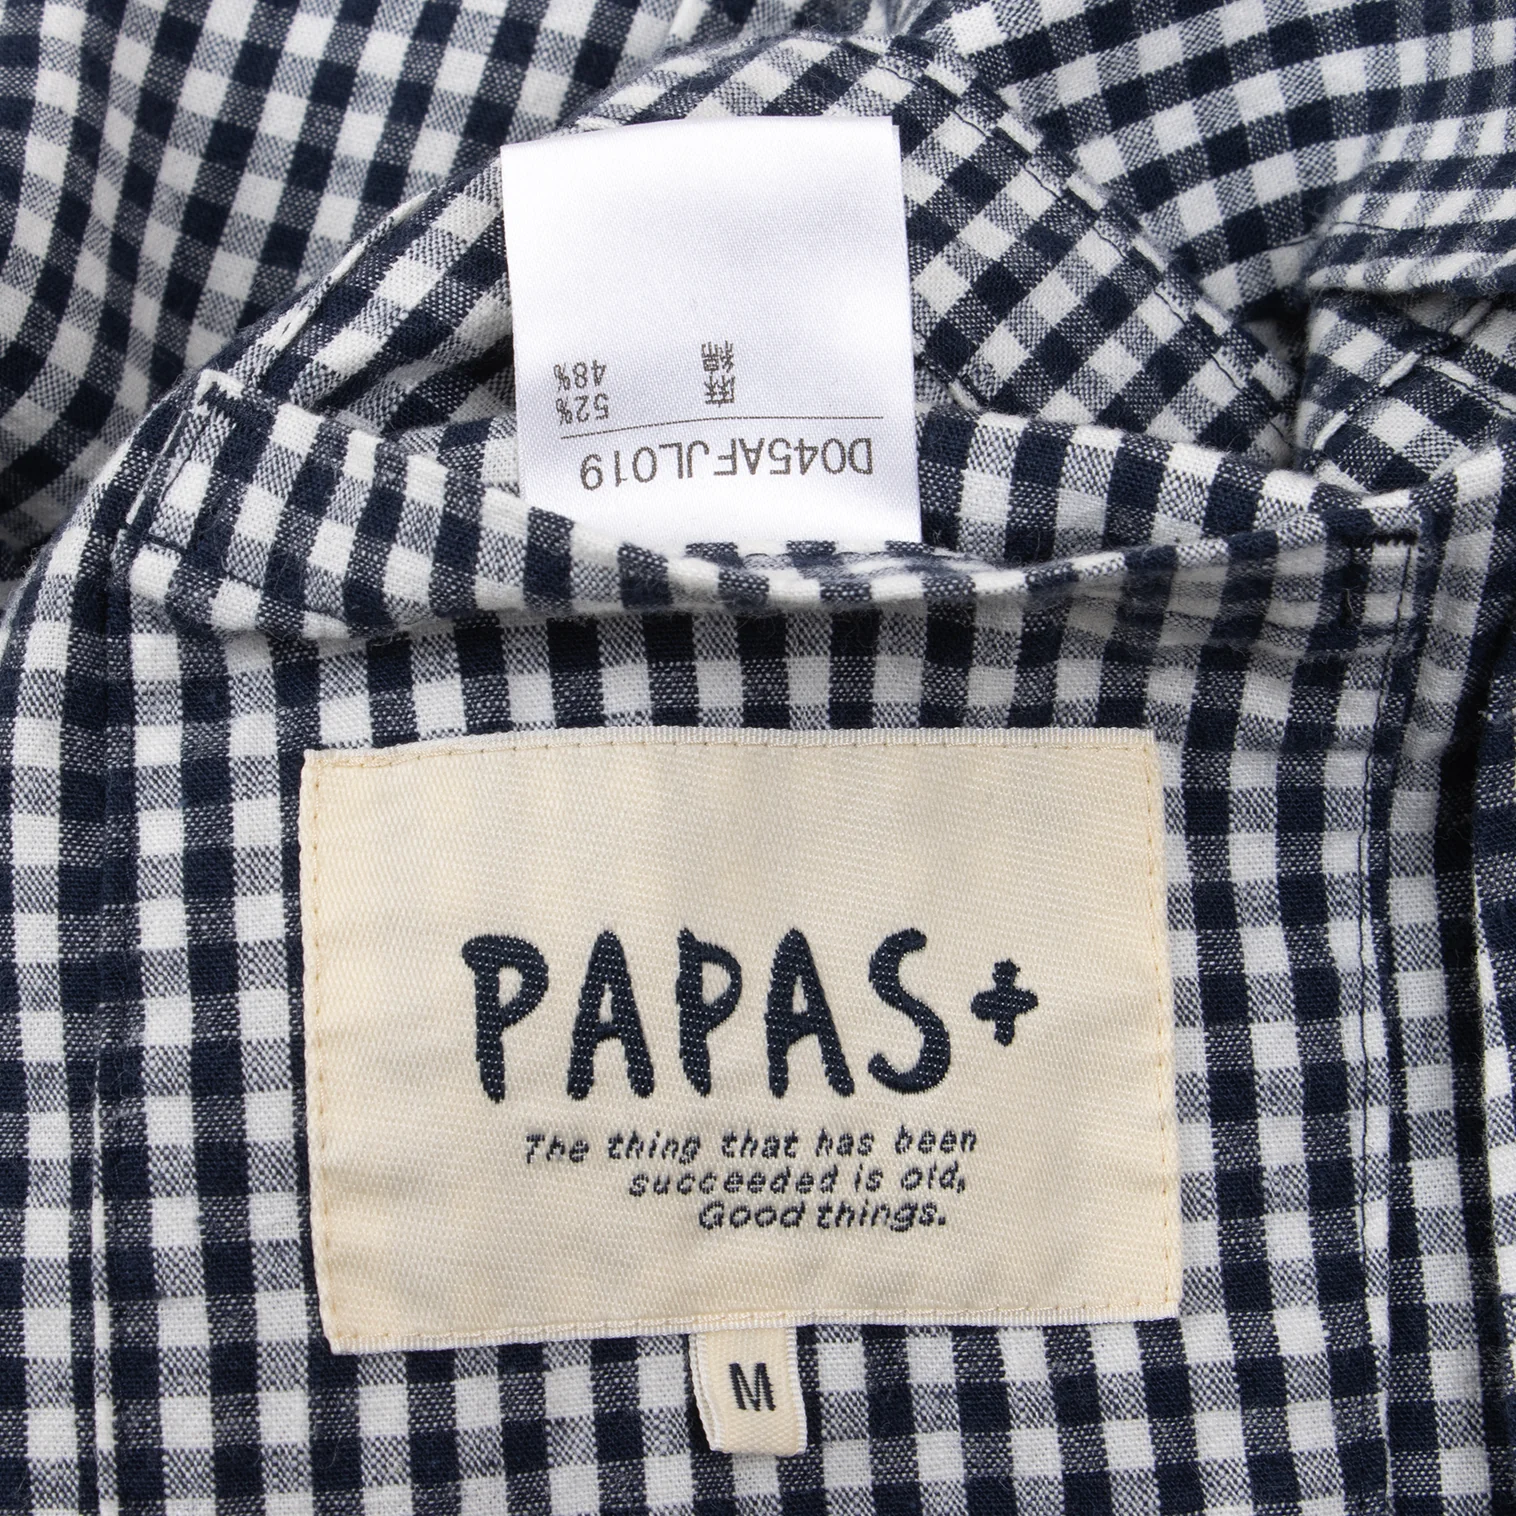 D045AFJL019
麻 52%
綿 48%
PAPAS+
The thing that has been
succeeded is old,
Good things.
M